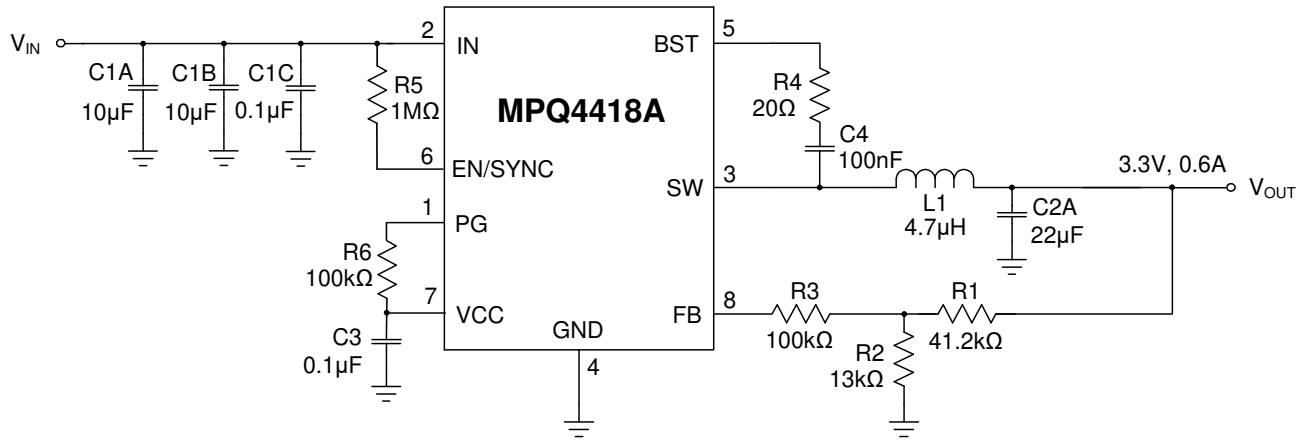 V_IN
C1A
10µF
C1B
10µF
C1C
0.1µF
R5
1MΩ
2
IN
6
EN/SYNC
1
PG
R6
100kΩ
7
VCC
C3
0.1µF
MPQ4418A
GND
4
BST
5
R4
20Ω
C4
100nF
SW
3
L1
4.7µH
C2A
22µF
3.3V, 0.6A
V_OUT
FB
8
R3
100kΩ
R2
13kΩ
R1
41.2kΩ